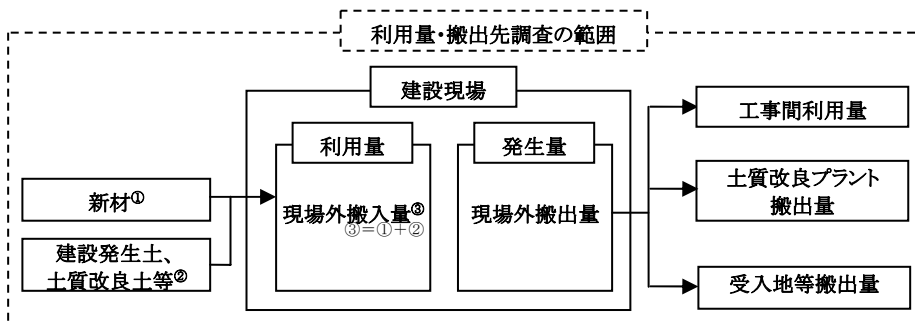 利用量・搬出先調査の範囲
建設現場
利用量
発生量
新材①
建設発生土、
土質改良土等②
現場外搬入量③
③=①+②
現場外搬出量
工事間利用量
土質改良プラント
搬出量
受入地等搬出量